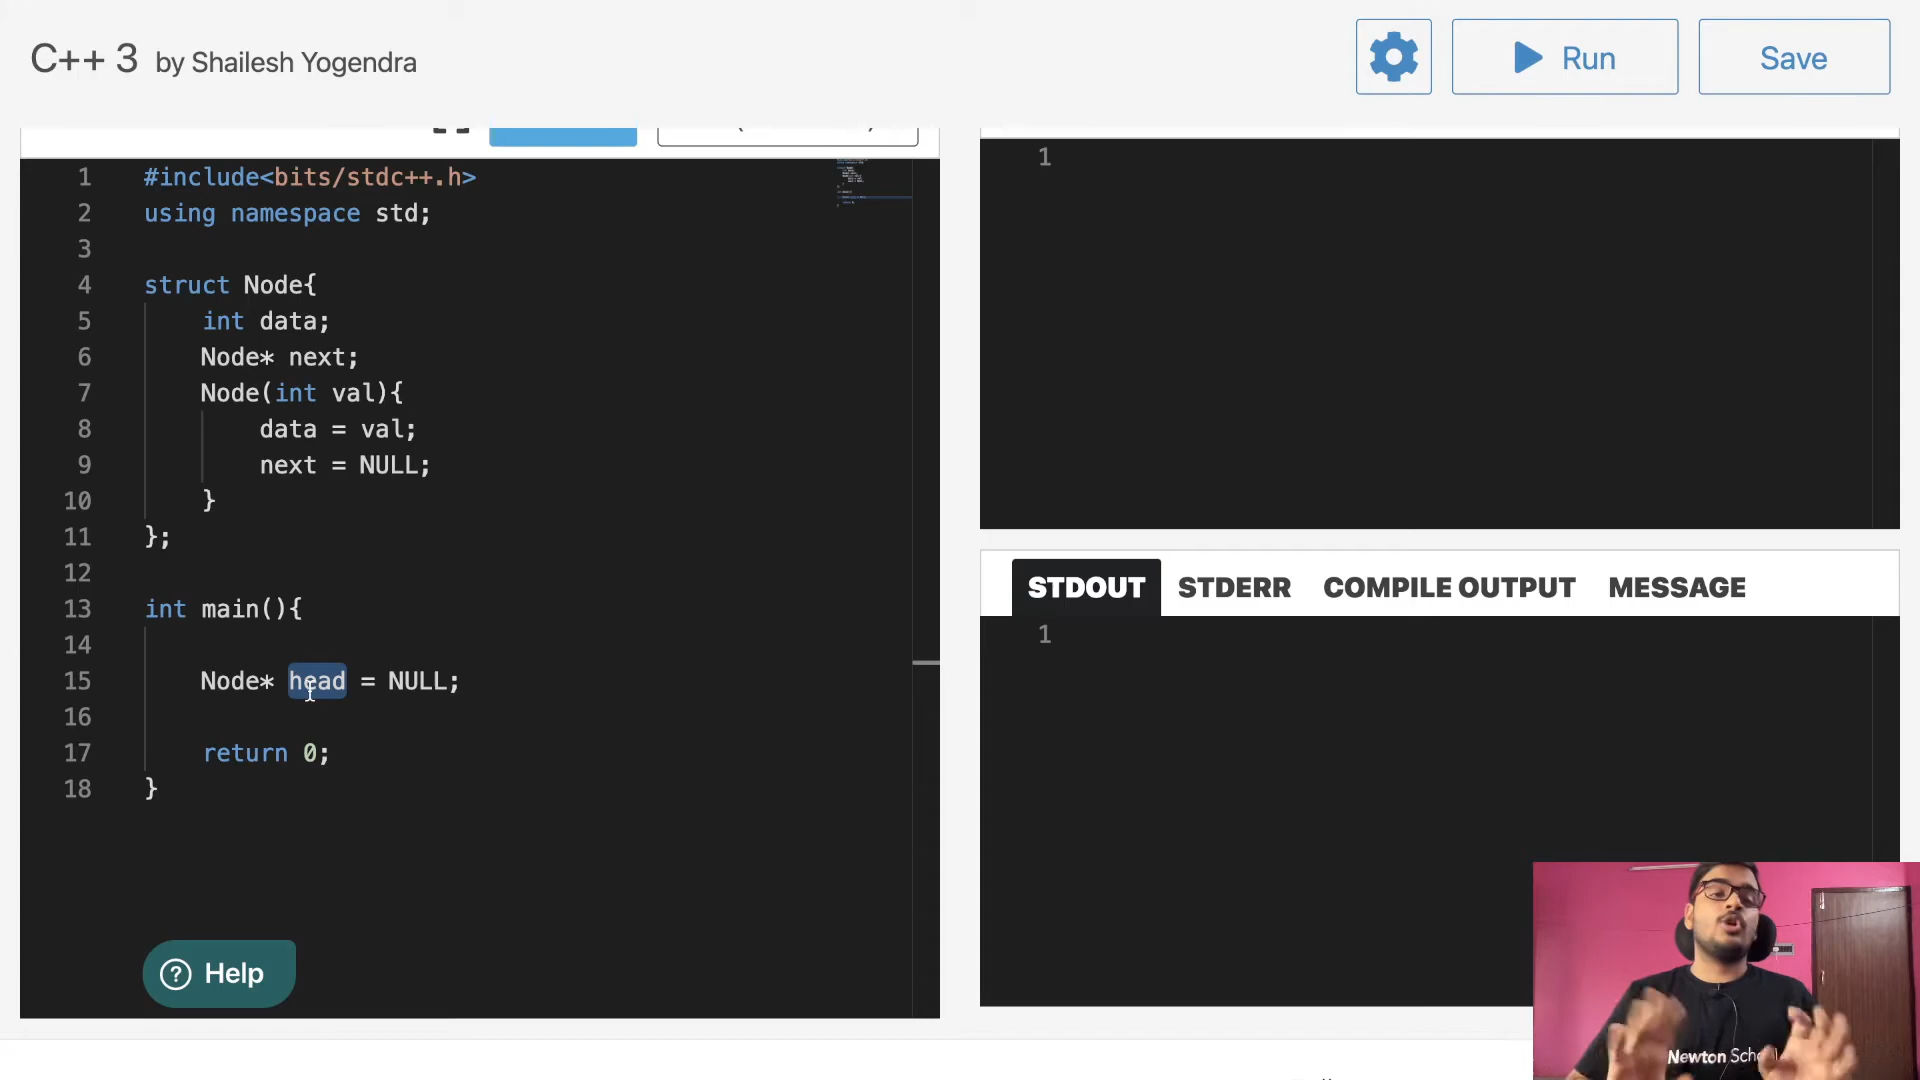 C++ 3 by Shailesh Yogendra
Run
Save
1 #include<bits/stdc++.h>
2 using namespace std;
3
4 struct Node{
5 int data;
6 Node* next;
7 Node(int val){
8 data = val;
9 next = NULL;
10 }
11 };
12
13 int main(){
14
15 Node* head = NULL;
16
17 return 0;
18 }
Help
1
STDOUT STDERR COMPILE OUTPUT MESSAGE
1
Newton